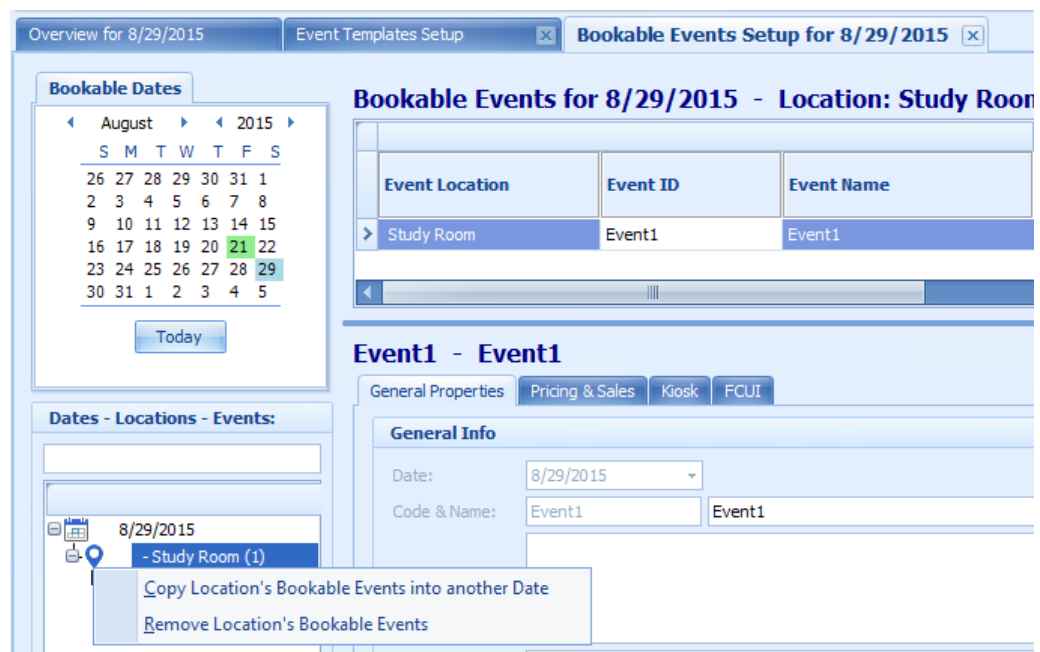 Overview for 8/29/2015 Event Templates Setup Bookable Events Setup for 8/29/2015
Bookable Dates
August 2015
S M T W T F S
26 27 28 29 30 31 1
2 3 4 5 6 7 8
9 10 11 12 13 14 15
16 17 18 19 20 21 22
23 24 25 26 27 28 29
30 31 1 2 3 4 5
Today
Bookable Events for 8/29/2015 - Location: Study Room
Event Location Event ID Event Name
Study Room Event1 Event1
Event1 - Event1
General Properties Pricing & Sales Kiosk FCUI
General Info
Date: 8/29/2015
Code & Name: Event1 Event1
Dates - Locations - Events:
8/29/2015
- Study Room (1)
Copy Location's Bookable Events into another Date
Remove Location's Bookable Events